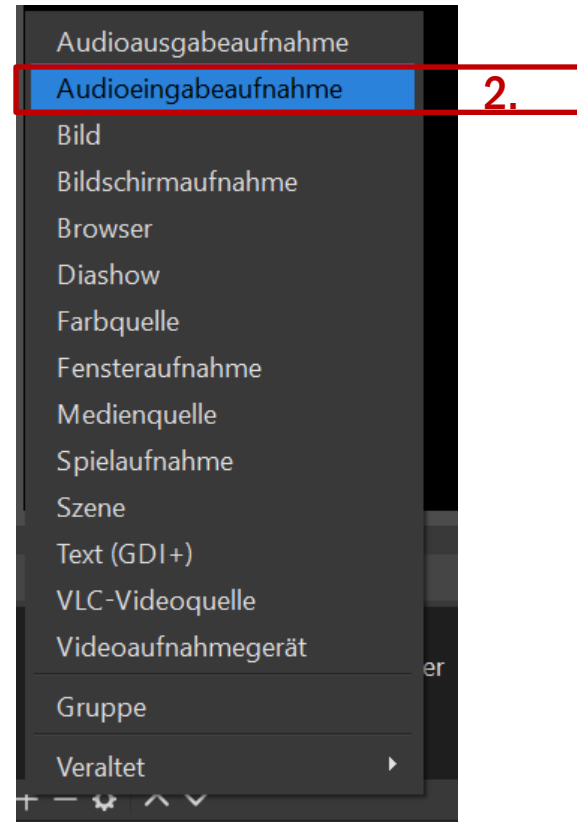 Audioausgabeaufnahme
Audioeingabeaufnahme
2.
Bild
Bildschirmaufnahme
Browser
Diashow
Farbquelle
Fensteraufnahme
Medienquelle
Spielaufnahme
Szene
Text (GDI+)
VLC-Videoquelle
Videoaufnahmegerät
er
Gruppe
Veraltet